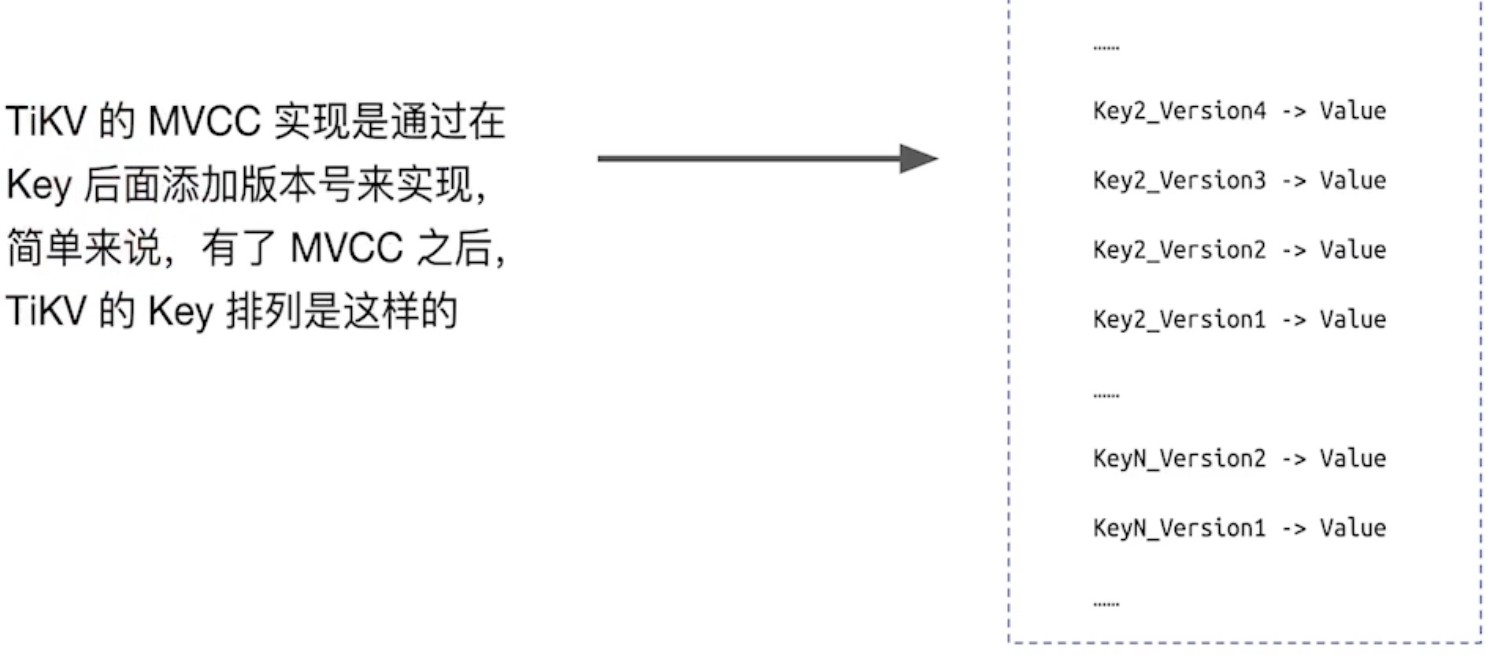 TiKV 的 MVCC 实现是通过在
Key 后面添加版本号来实现，
简单来说，有了 MVCC 之后，
TiKV 的 Key 排列是这样的
……
Key2_Version4 -> Value
Key2_Version3 -> Value
Key2_Version2 -> Value
Key2_Version1 -> Value
……
KeyN_Version2 -> Value
KeyN_Version1 -> Value
……